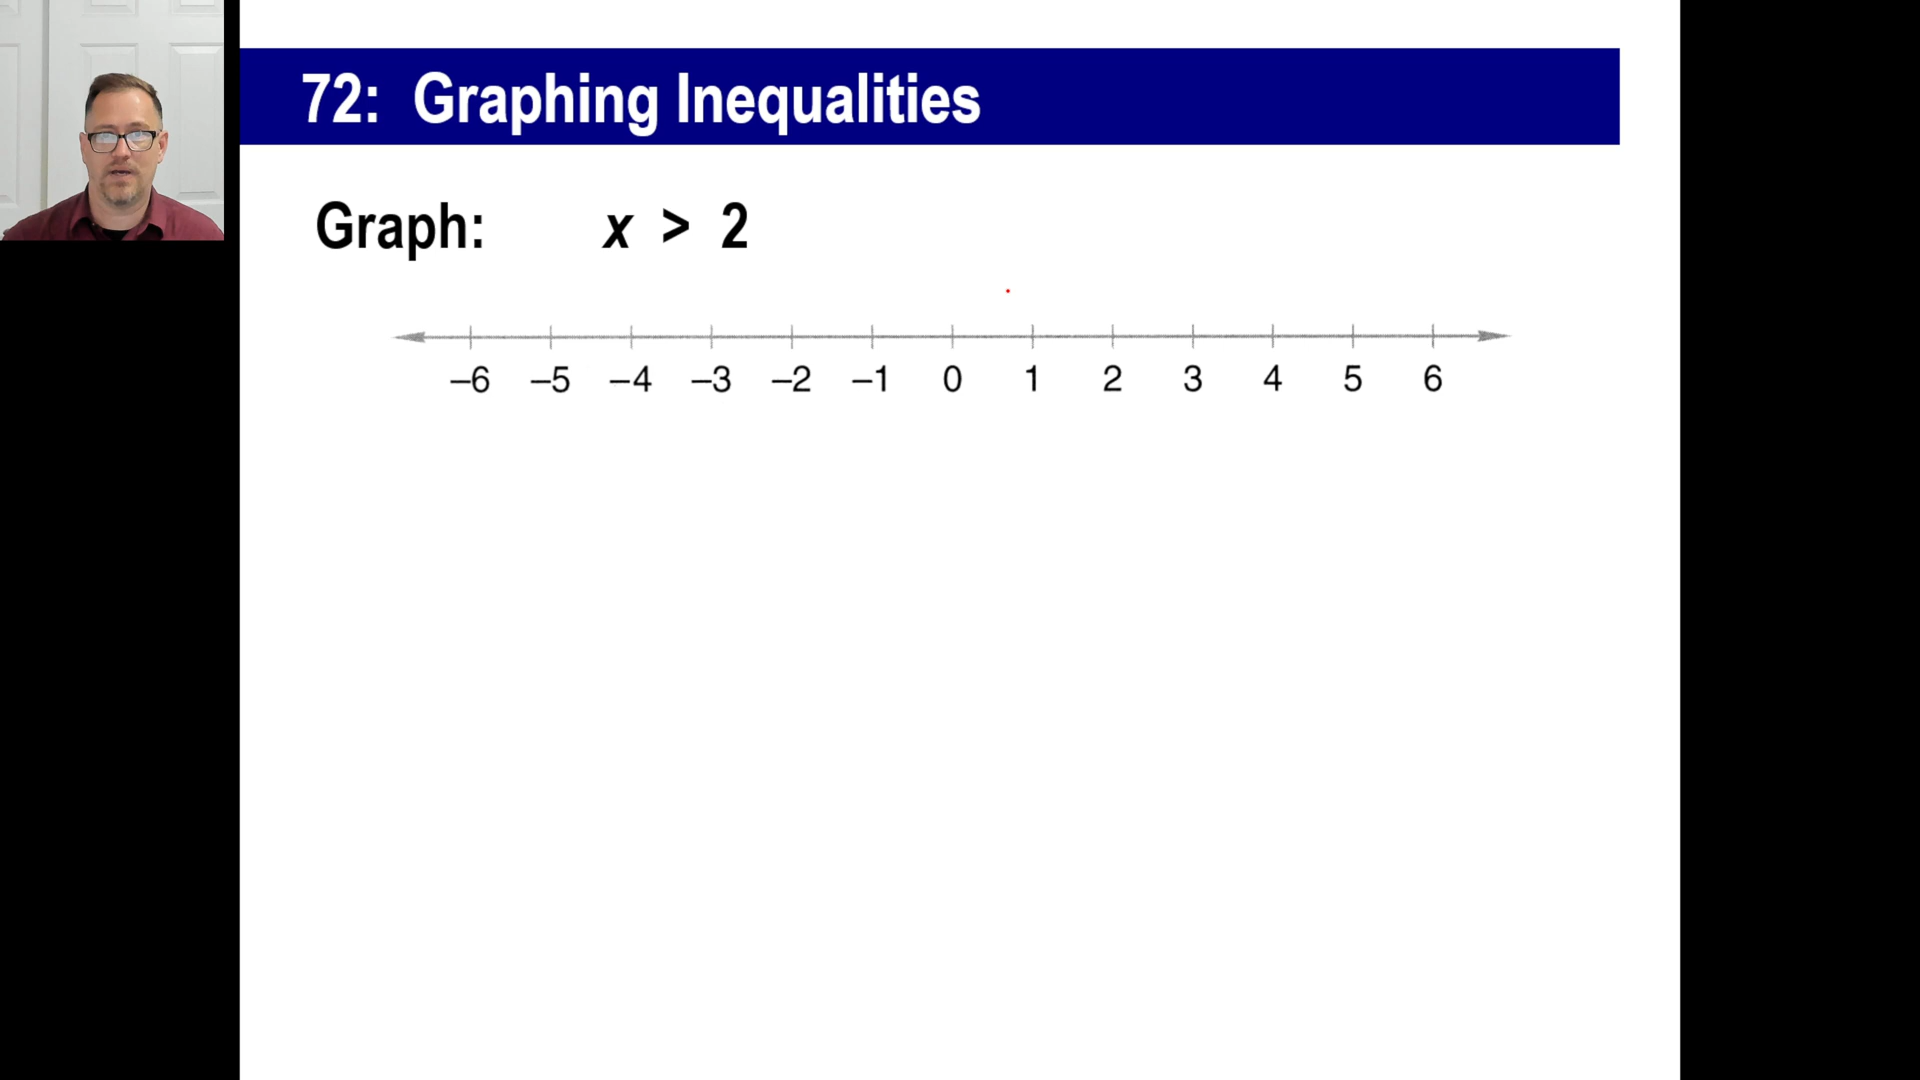 72: Graphing Inequalities
Graph: x > 2
–6 –5 –4 –3 –2 –1 0 1 2 3 4 5 6